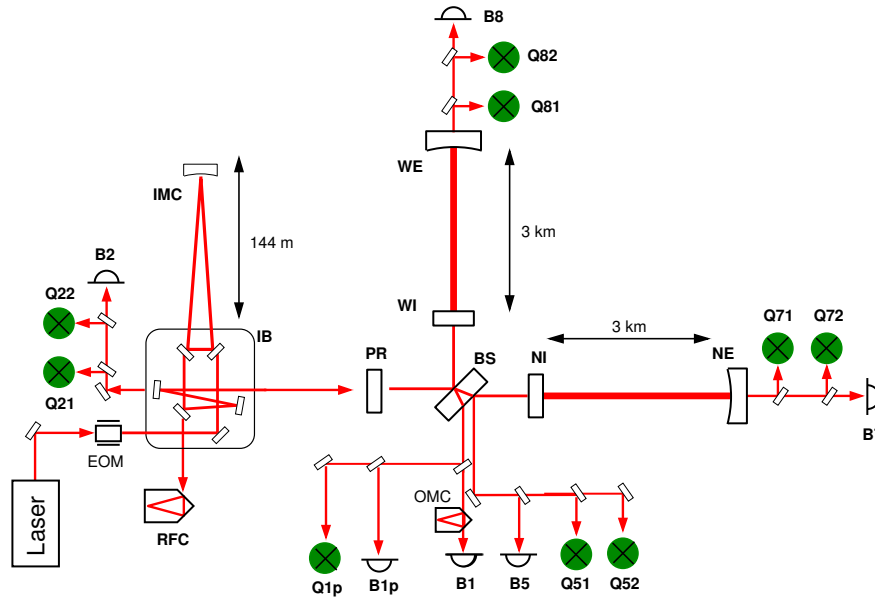 B8
Q82
Q81
WE
IMC
144 m
3 km
B2
Q22
WI
IB
3 km
Q71
Q72
PR
BS
NI
NE
Q21
B7
EOM
OMC
Laser
RFC
Q1p
B1p
B1
B5
Q51
Q52